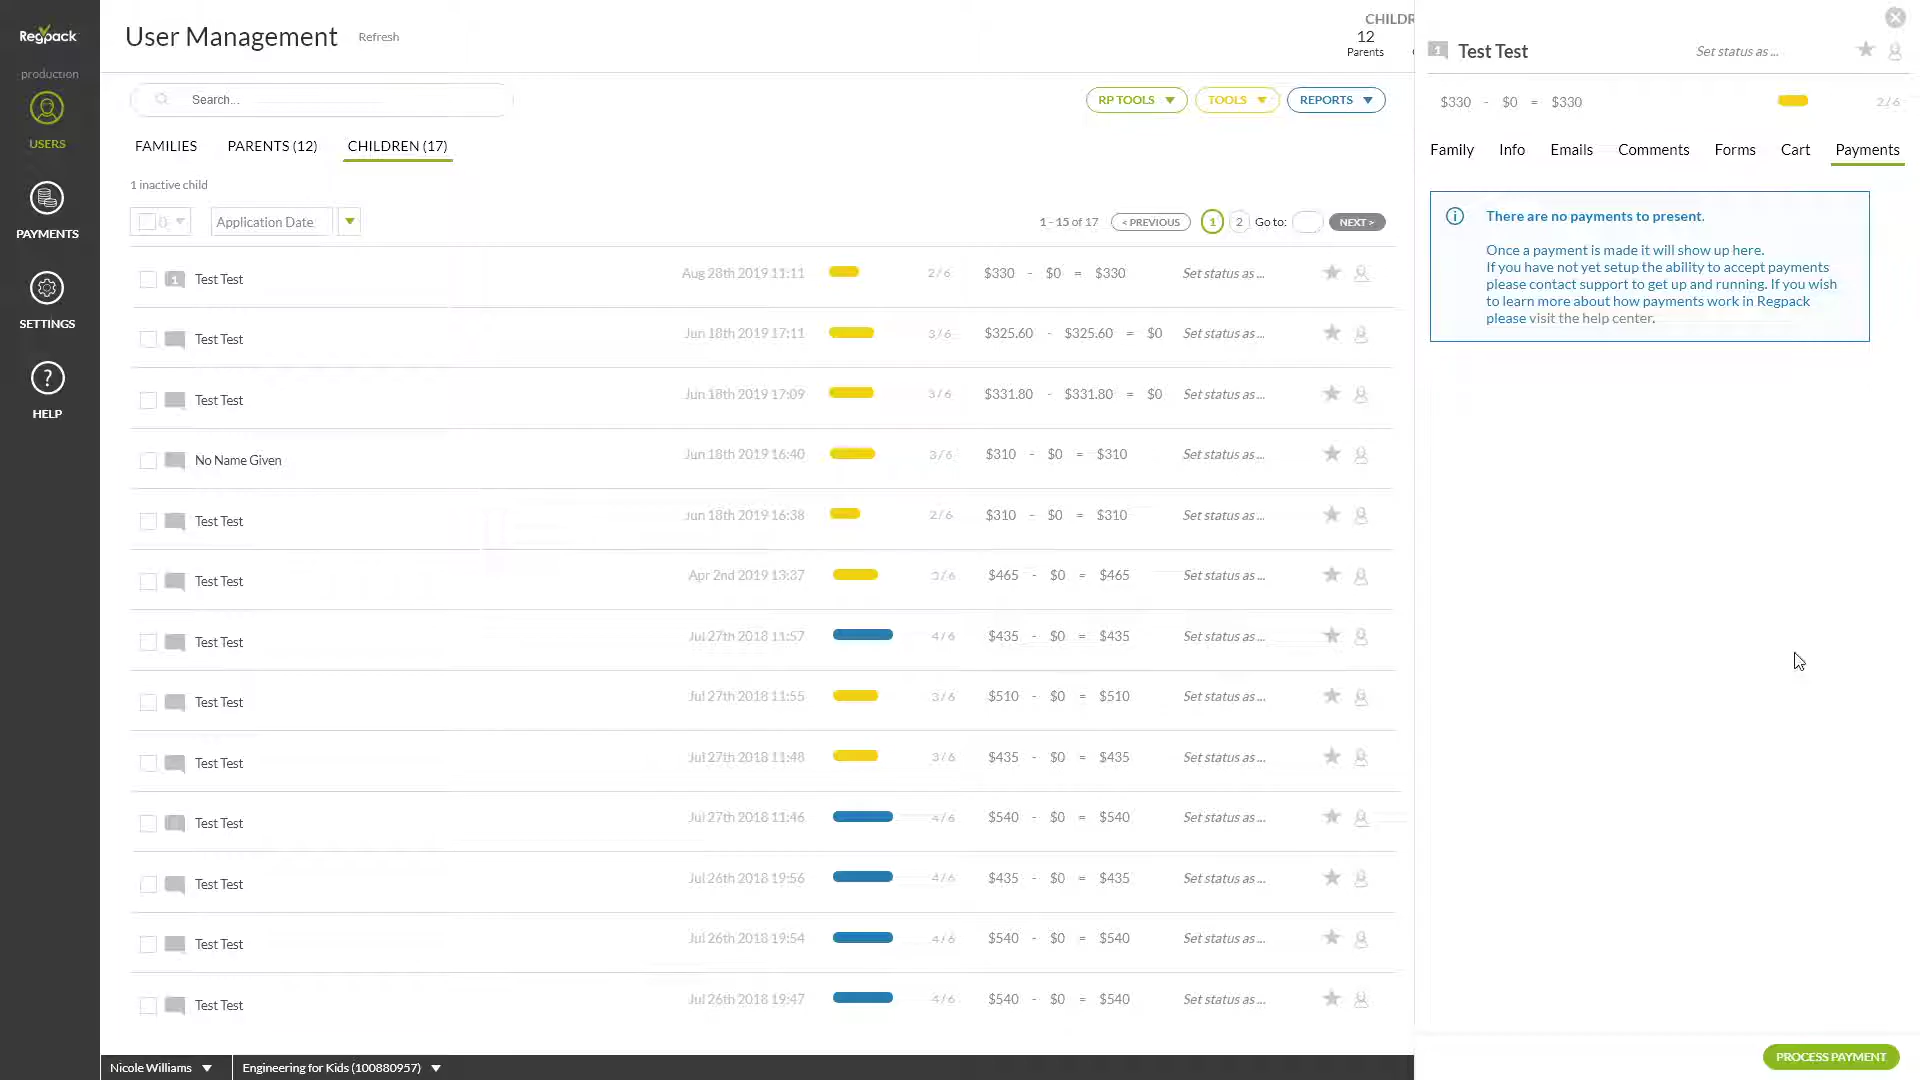 Regpack
production
USERS
PAYMENTS
SETTINGS
HELP
User Management Refresh
CHILDR
12
Parents
Search...
RP TOOLS TOOLS REPORTS
FAMILIES PARENTS (12) CHILDREN (17)
1 inactive child
0 Application Date 1 - 15 of 17 < PREVIOUS 1 2 Go to: NEXT >
1 Test Test Aug 28th 2019 11:11 2 / 6 $330 - $0 = $330 Set status as ...
Test Test Jun 18th 2019 17:11 3 / 6 $325.60 - $325.60 = $0 Set status as ...
Test Test Jun 18th 2019 17:09 3 / 6 $331.80 - $331.80 = $0 Set status as ...
No Name Given Jun 18th 2019 16:40 3 / 6 $310 - $0 = $310 Set status as ...
Test Test Jun 18th 2019 16:38 2 / 6 $310 - $0 = $310 Set status as ...
Test Test Apr 2nd 2019 13:37 3 / 6 $465 - $0 = $465 Set status as ...
Test Test Jul 27th 2018 11:57 4 / 6 $435 - $0 = $435 Set status as ...
Test Test Jul 27th 2018 11:55 3 / 6 $510 - $0 = $510 Set status as ...
Test Test Jul 27th 2018 11:48 3 / 6 $435 - $0 = $435 Set status as ...
Test Test Jul 27th 2018 11:46 4 / 6 $540 - $0 = $540 Set status as ...
Test Test Jul 26th 2018 19:56 4 / 6 $435 - $0 = $435 Set status as ...
Test Test Jul 26th 2018 19:54 4 / 6 $540 - $0 = $540 Set status as ...
Test Test Jul 26th 2018 19:47 4 / 6 $540 - $0 = $540 Set status as ...
Nicole Williams Engineering for Kids (100880957)
1 Test Test Set status as ...
$330 - $0 = $330 2 / 6
Family Info Emails Comments Forms Cart Payments
There are no payments to present.
Once a payment is made it will show up here.
If you have not yet setup the ability to accept payments
please contact support to get up and running. If you wish
to learn more about how payments work in Regpack
please visit the help center.
PROCESS PAYMENT